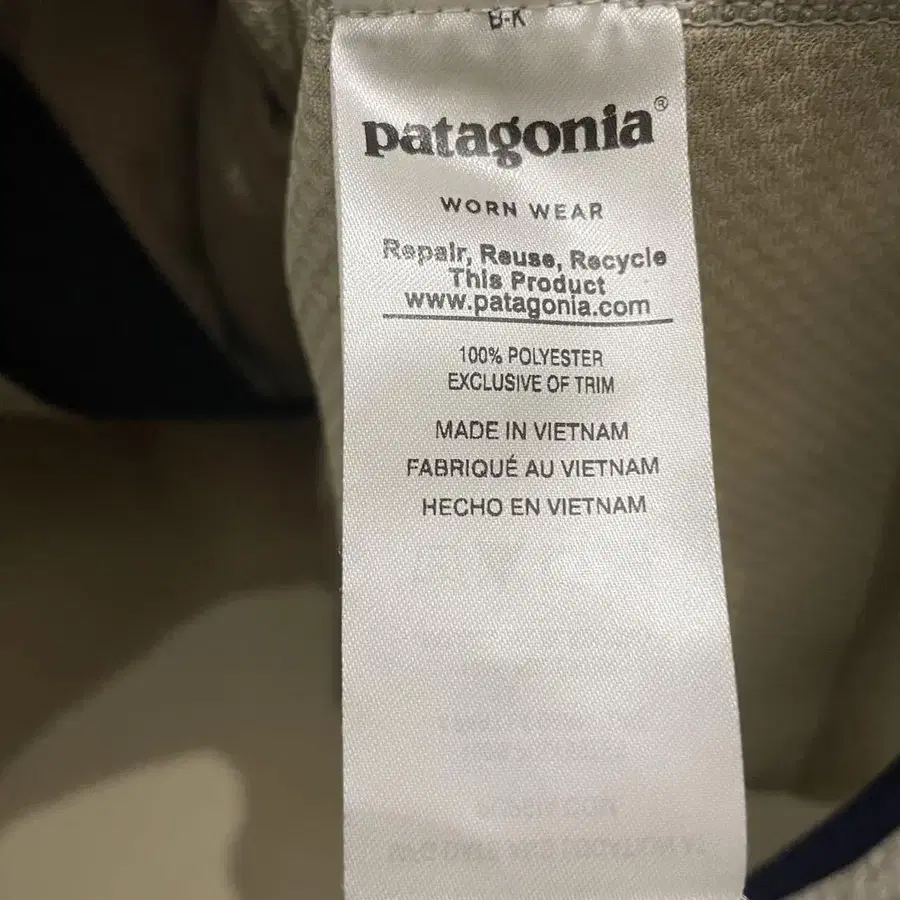 B-K
patagonia®
WORN WEAR
Repair, Reuse, Recycle
This Product
www.patagonia.com
100% POLYESTER
EXCLUSIVE OF TRIM
MADE IN VIETNAM
FABRIQUÉ AU VIETNAM
HECHO EN VIETNAM